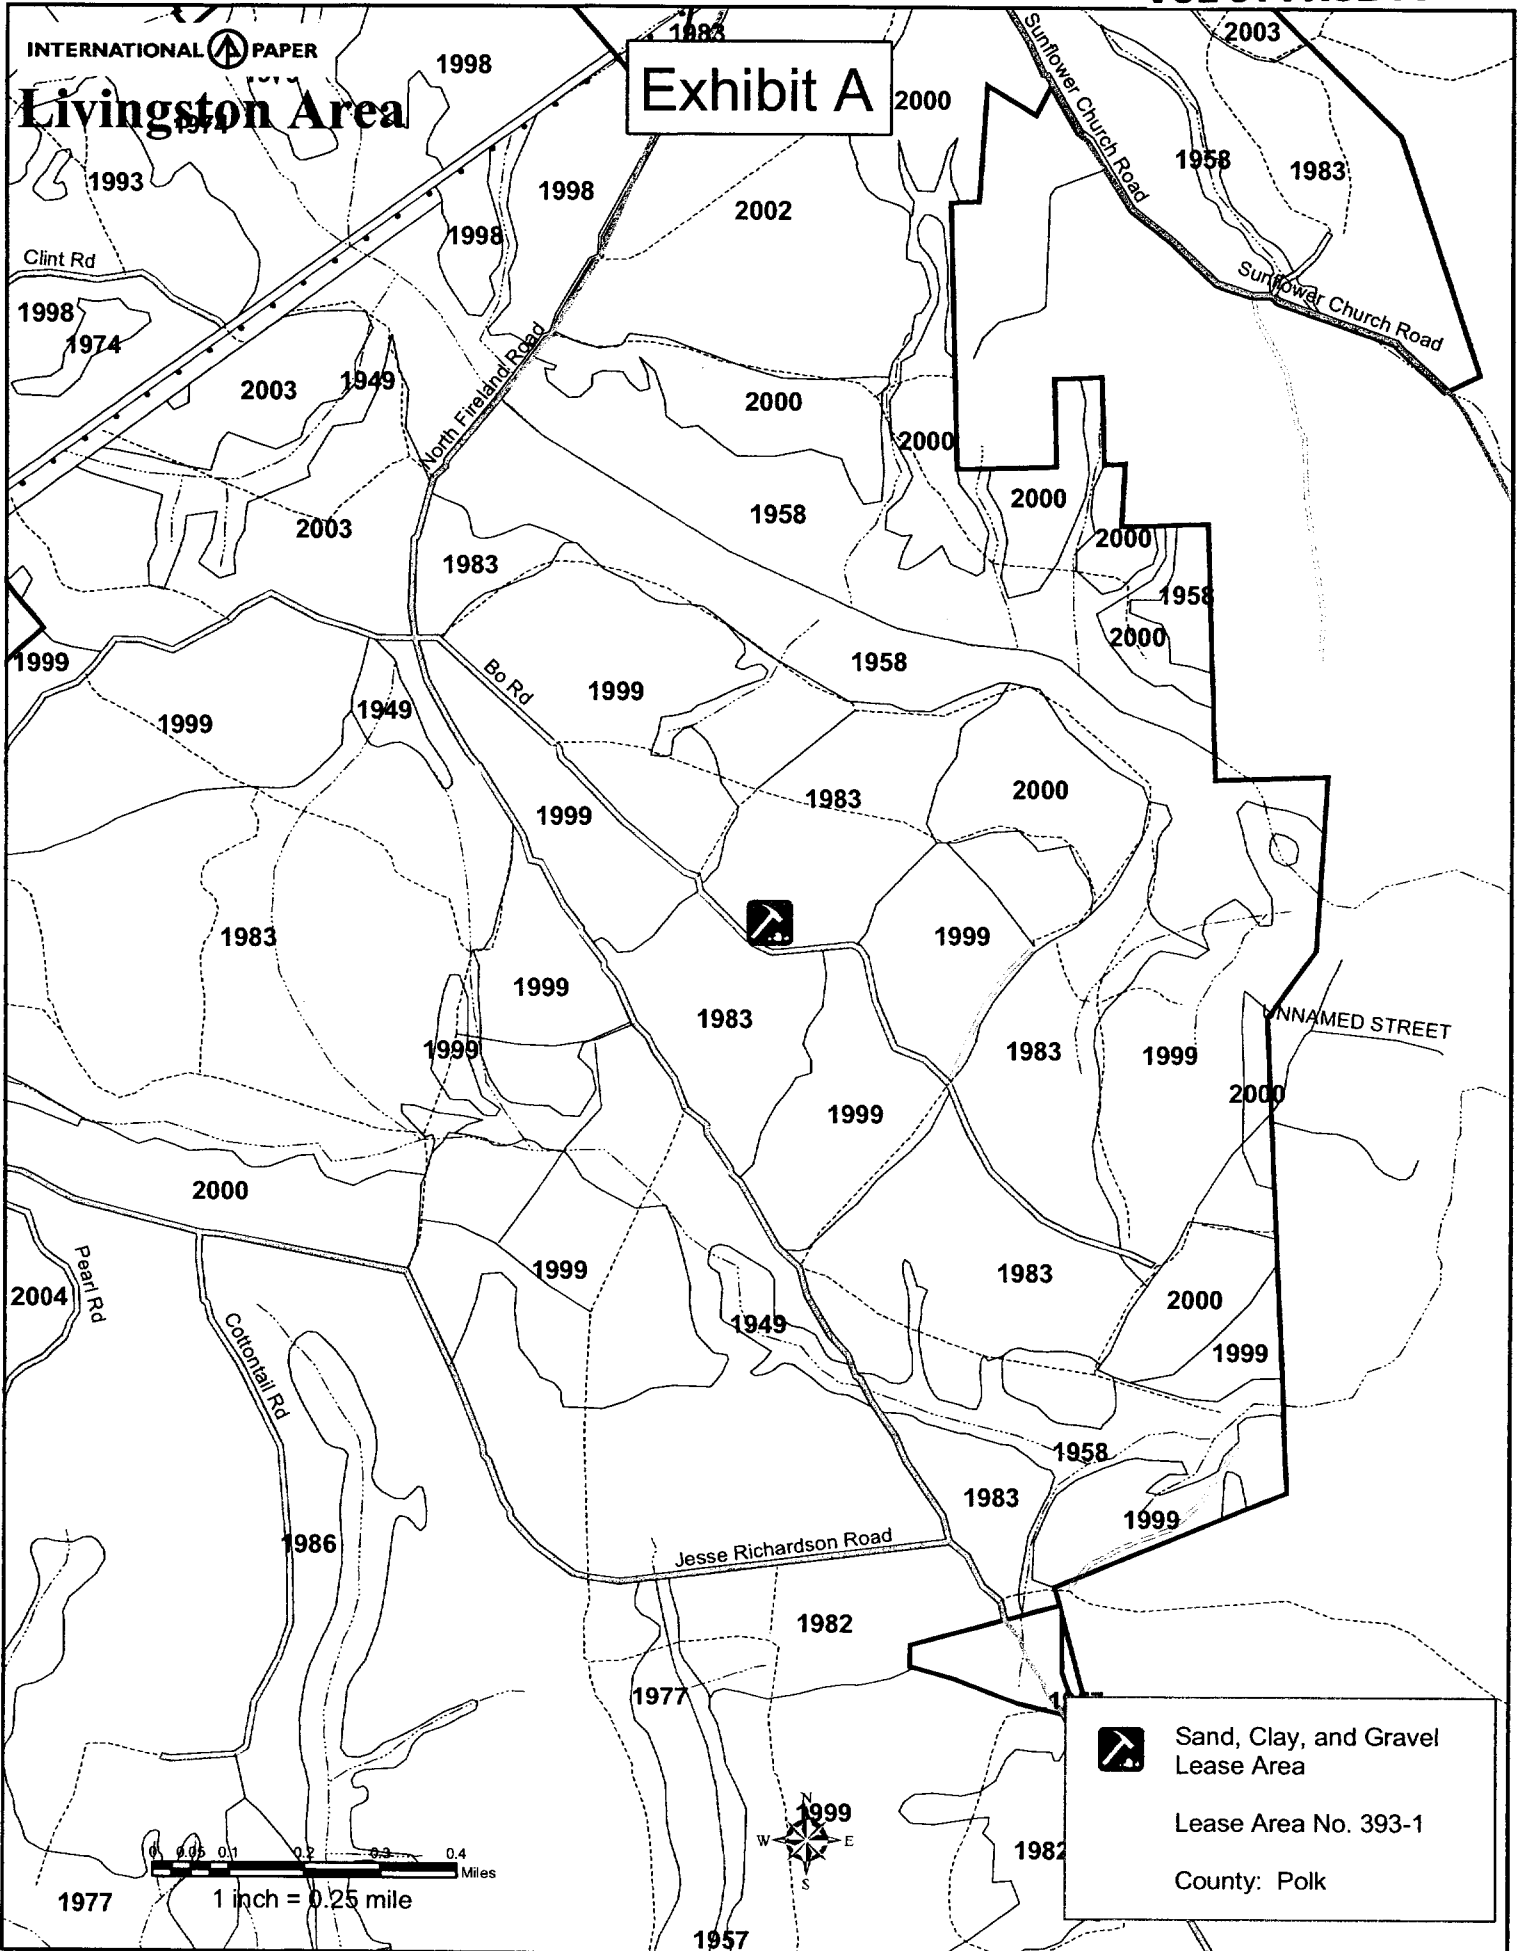 INTERNATIONAL PAPER
Livingston Area
Exhibit A
1983
2003
1998
1974
2000
1993
1998
2002
1958
1983
Sunflower Church Road
1998
Clint Rd
Sunflower Church Road
1998
1974
2003
1949
North Fireland Road
2000
2000
2000
1958
2003
2000
1983
1958
2000
1999
1958
1999
Bo Rd
1949
1999
1983
2000
1999
1983
1999
1999
1983
UNNAMED STREET
1999
1983
1999
2000
1999
2000
Pearl Rd
2004
1999
1983
2000
Cottontail Rd
1949
1999
1958
1983
1999
1986
Jesse Richardson Road
1982
1977
Sand, Clay, and Gravel
Lease Area
Lease Area No. 393-1
County: Polk
N
1999
W E
S
1982
0 0.05 0.1 0.2 0.3 0.4
Miles
1 inch = 0.25 mile
1977
1957